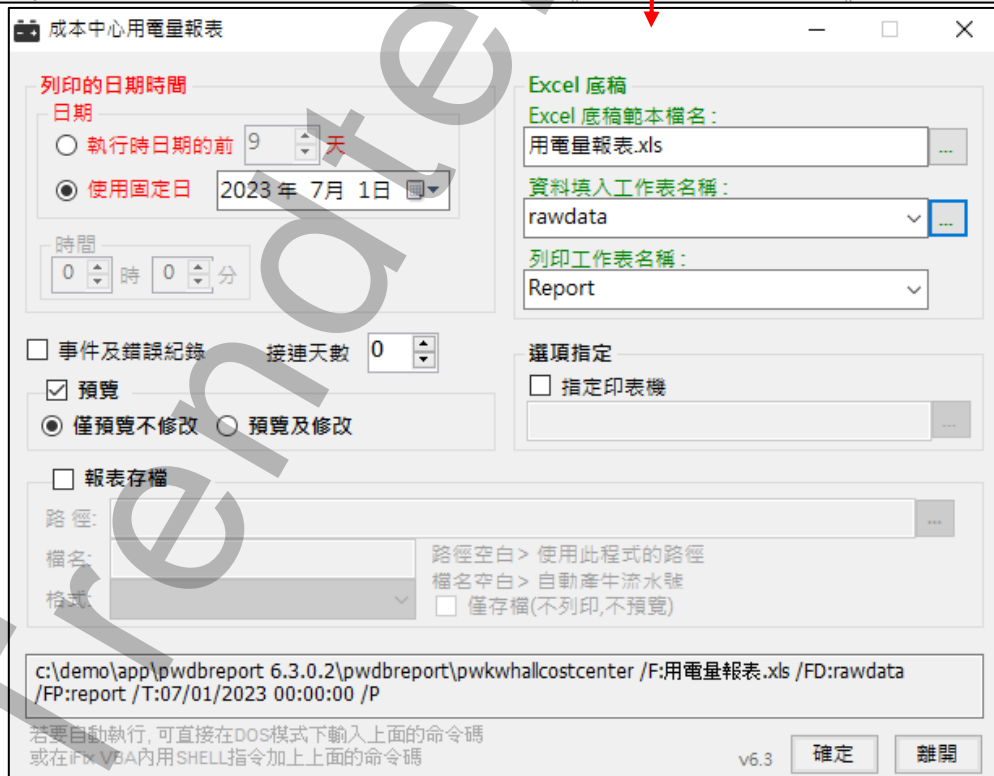 成本中心用電量報表
列印的日期時間
日期
執行時日期的前 9 天
使用固定日 2023 年 7月 1日
時間
0 時 0 分
Excel 底稿
Excel 底稿範本檔名:
用電量報表.xls
...
資料填入工作表名稱:
rawdata
...
列印工作表名稱:
Report
事件及錯誤紀錄 接連天數 0
預覽
僅預覽不修改 預覽及修改
選項指定
指定印表機
...
報表存檔
路 徑:
...
檔名:
格式:
路徑空白> 使用此程式的路徑
檔名空白> 自動產生流水號
僅存檔(不列印,不預覽)
c:\demo\app\pwdbreport 6.3.0.2\pwdbreport\pwkwhallcostcenter /F:用電量報表.xls /FD:rawdata
/FP:report /T:07/01/2023 00:00:00 /P
若要自動執行, 可直接在DOS模式下輸入上面的命令碼
或在iFix VBA內用SHELL指令加上上面的命令碼
v6.3 確定 離開
Trendte